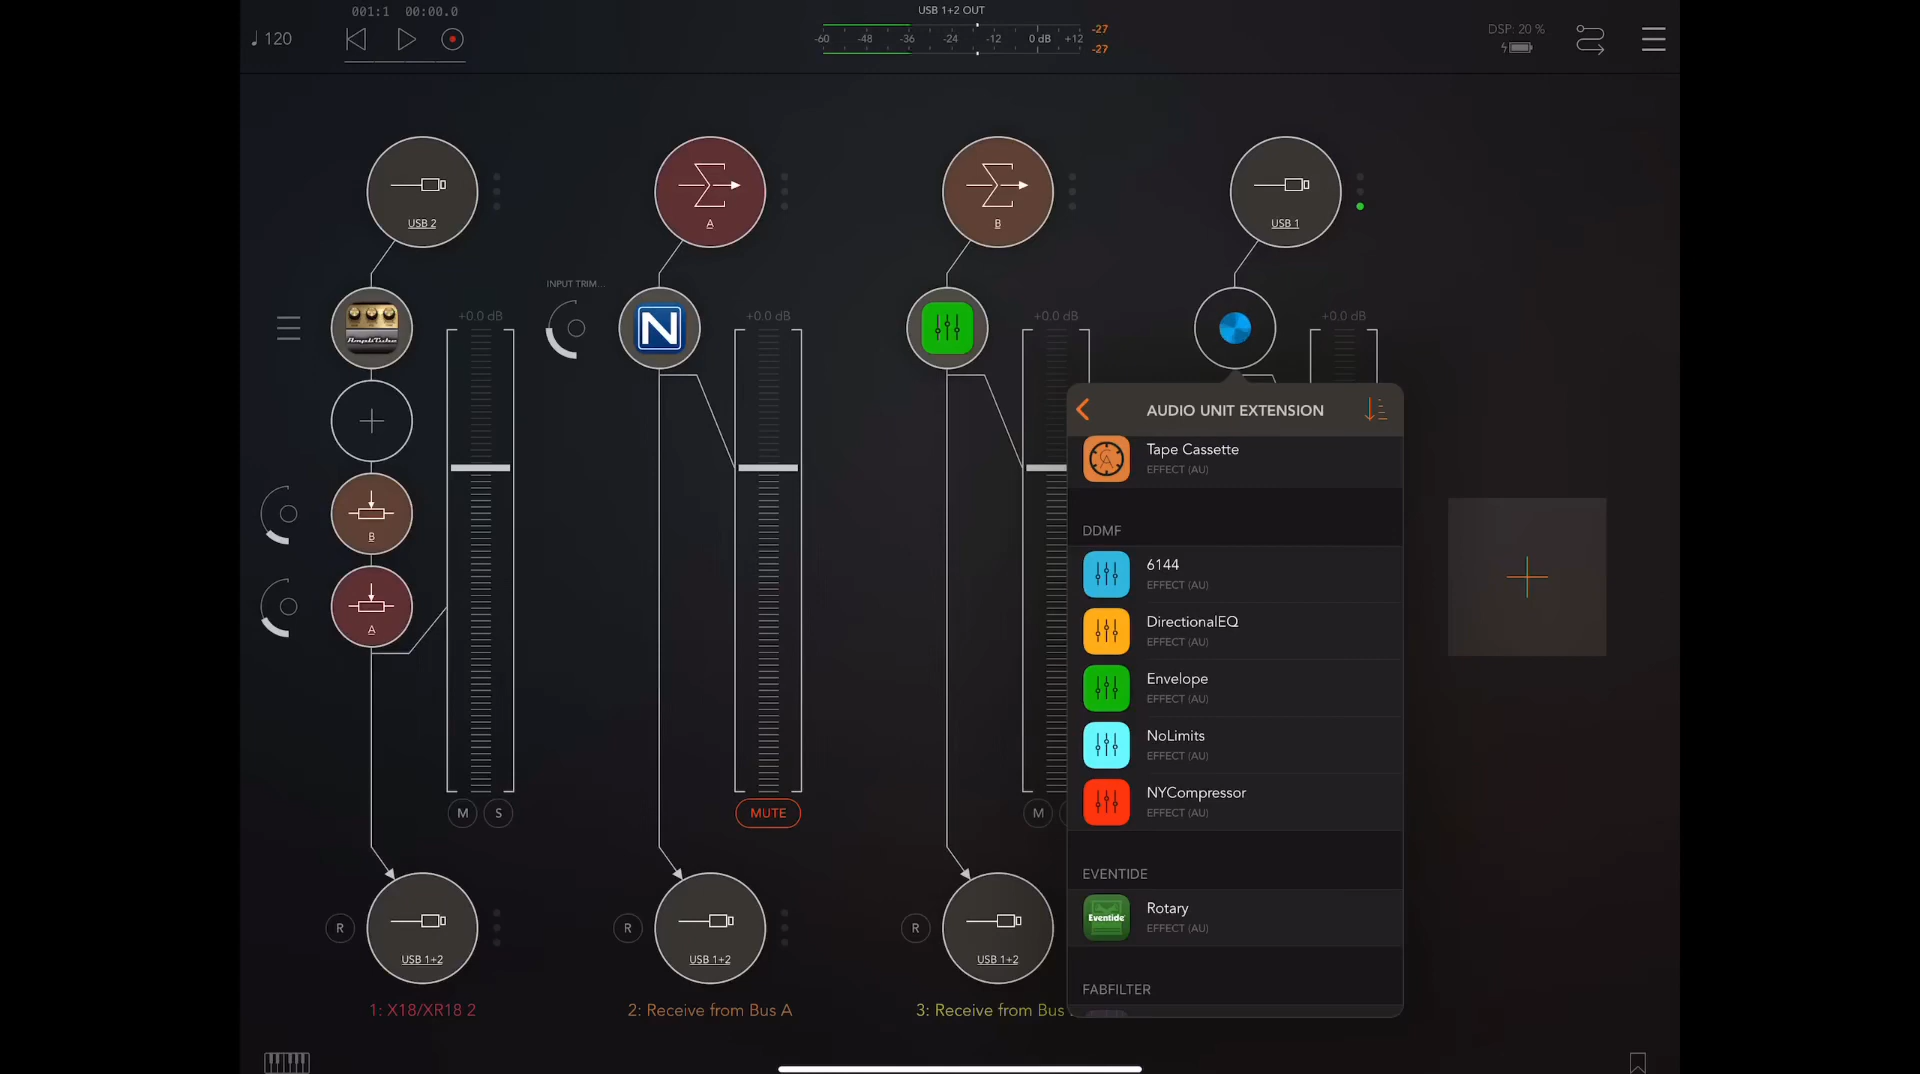 001:1 00:00.0
♩ 120
USB 1+2 OUT
-60 -48 -36 -24 -12 0 dB +12
-27
-27
DSP: 20 %
USB 2
A
B
USB 1
INPUT TRIM...
+0.0 dB
+0.0 dB
+0.0 dB
+0.0 dB
AmpliTube
N
AUDIO UNIT EXTENSION
Tape Cassette
EFFECT (AU)
DDMF
6144
EFFECT (AU)
DirectionalEQ
EFFECT (AU)
Envelope
EFFECT (AU)
NoLimits
EFFECT (AU)
NYCompressor
EFFECT (AU)
EVENTIDE
Eventide
Rotary
EFFECT (AU)
FABFILTER
B
A
M S
MUTE
M
R
USB 1+2
R
USB 1+2
R
USB 1+2
1: X18/XR18 2
2: Receive from Bus A
3: Receive from Bus